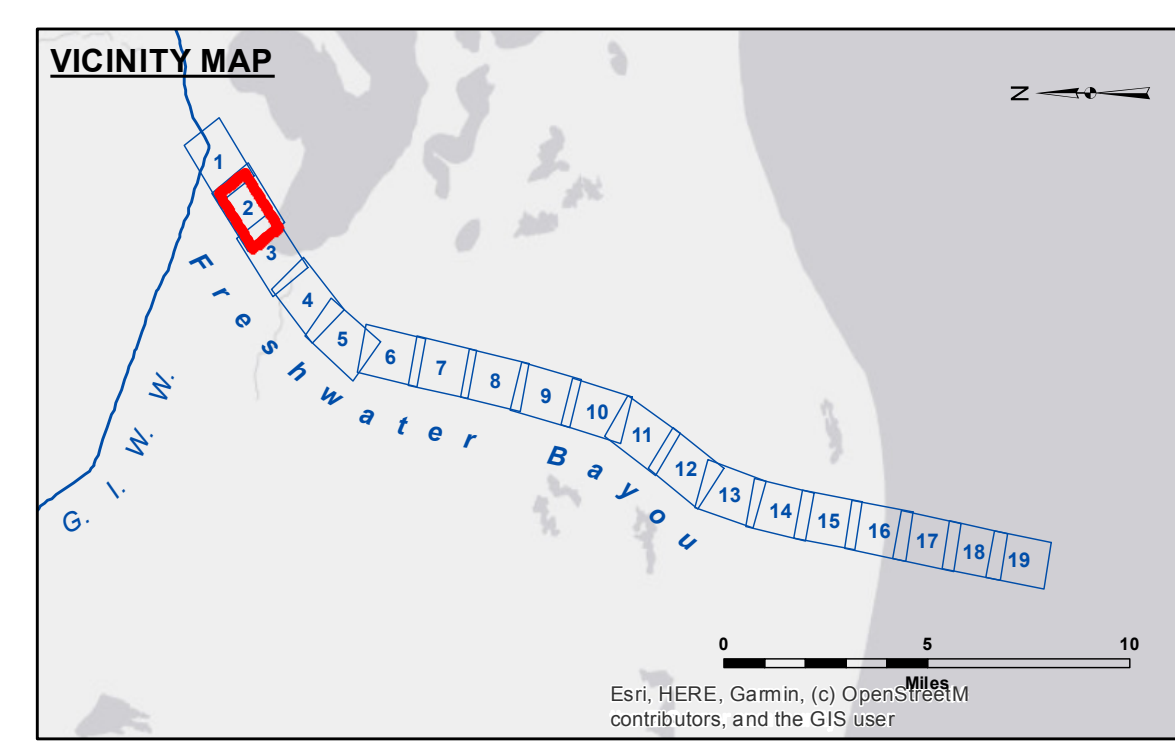 VICINITY MAP
N
1
2
3
4
5
6
7
8
9
10
11
12
13
14
15
16
17
18
19
Freshwater Bayou
G. I. W. W.
0 5 10
Miles
Esri, HERE, Garmin, (c) OpenStreetM
contributors, and the GIS user